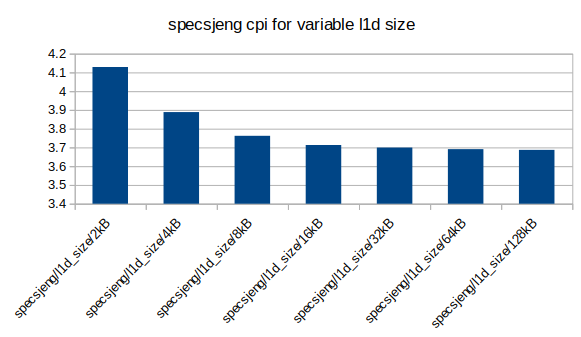 specsjeng cpi for variable l1d size
4.2
4.1
4
3.9
3.8
3.7
3.6
3.5
3.4
specsjeng/l1d_size/2kB
specsjeng/l1d_size/4kB
specsjeng/l1d_size/8kB
specsjeng/l1d_size/16kB
specsjeng/l1d_size/32kB
specsjeng/l1d_size/64kB
specsjeng/l1d_size/128kB